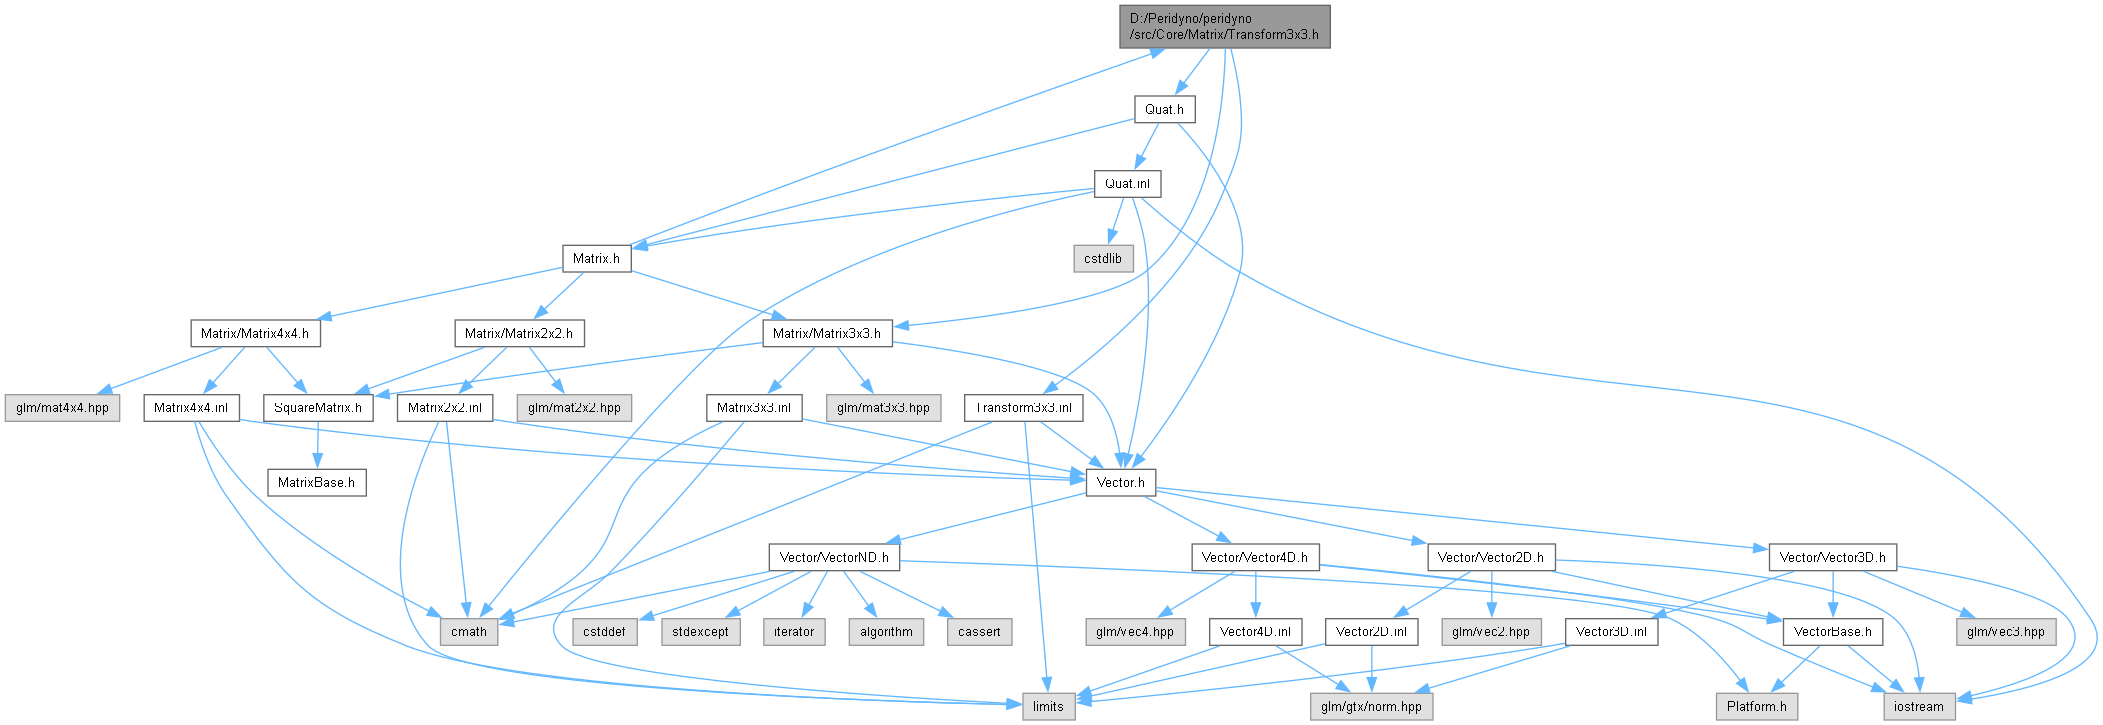 D:/Peridyno/peridyno
/src/Core/Matrix/Transform3x3.h
Quat.h
Quat.inl
Matrix.h
cstdlib
Matrix/Matrix4x4.h
Matrix/Matrix2x2.h
Matrix/Matrix3x3.h
glm/mat4x4.hpp
Matrix4x4.inl
SquareMatrix.h
Matrix2x2.inl
glm/mat2x2.hpp
Matrix3x3.inl
glm/mat3x3.hpp
Transform3x3.inl
MatrixBase.h
Vector.h
Vector/VectorND.h
Vector/Vector4D.h
Vector/Vector2D.h
Vector/Vector3D.h
cmath
cstddef
stdexcept
iterator
algorithm
cassert
glm/vec4.hpp
Vector4D.inl
Vector2D.inl
glm/vec2.hpp
Vector3D.inl
VectorBase.h
glm/vec3.hpp
limits
glm/gtx/norm.hpp
Platform.h
iostream